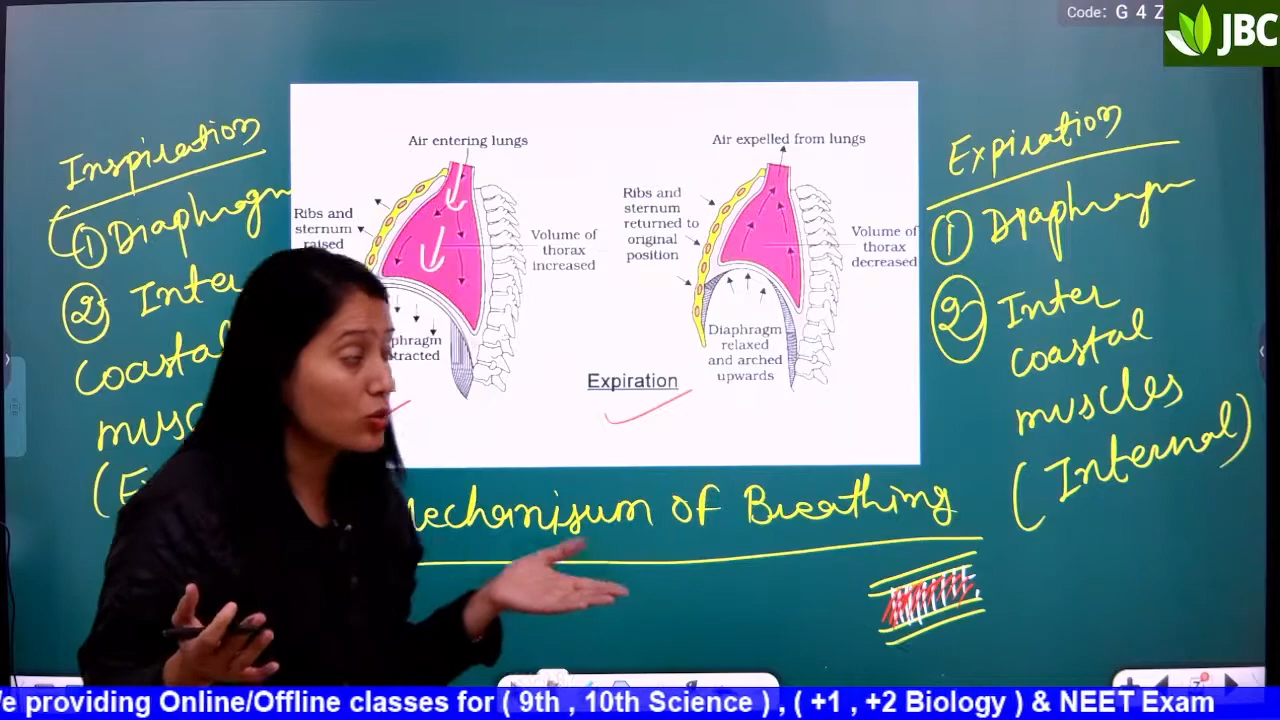 Code: G 4 Z
JBC
Inspiration
① Diaphragm
② Inter
coastal
musc
(E
Air entering lungs
Ribs and
sternum
raised
Volume of
thorax
increased
phragm
tracted
Air expelled from lungs
Ribs and
sternum
returned to
original
position
Volume of
thorax
decreased
Diaphragm
relaxed
and arched
upwards
Expiration
Expiration
① Diaphragm
② Inter
coastal
muscles
(Internal)
Mechanisum of Breathing
e providing Online/Offline classes for ( 9th , 10th Science ) , ( +1 , +2 Biology ) & NEET Exam